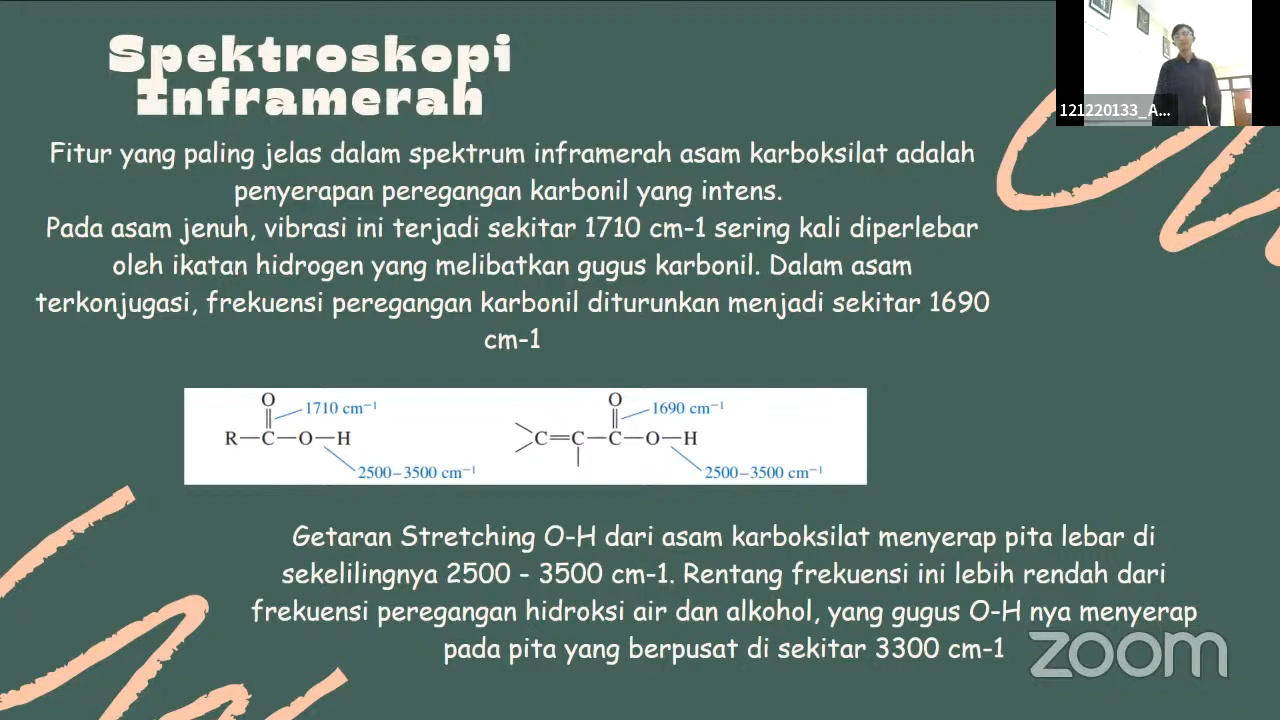 Spektroskopi
Inframerah
121220133_A...
Fitur yang paling jelas dalam spektrum inframerah asam karboksilat adalah
penyerapan peregangan karbonil yang intens.
Pada asam jenuh, vibrasi ini terjadi sekitar 1710 cm-1 sering kali diperlebar
oleh ikatan hidrogen yang melibatkan gugus karbonil. Dalam asam
terkonjugasi, frekuensi peregangan karbonil diturunkan menjadi sekitar 1690
cm-1
O
1710 cm⁻¹
R—C—O—H
2500–3500 cm⁻¹
O
1690 cm⁻¹
C=C—C—O—H
2500–3500 cm⁻¹
Getaran Stretching O-H dari asam karboksilat menyerap pita lebar di
sekelilingnya 2500 - 3500 cm-1. Rentang frekuensi ini lebih rendah dari
frekuensi peregangan hidroksi air dan alkohol, yang gugus O-H nya menyerap
pada pita yang berpusat di sekitar 3300 cm-1
zoom